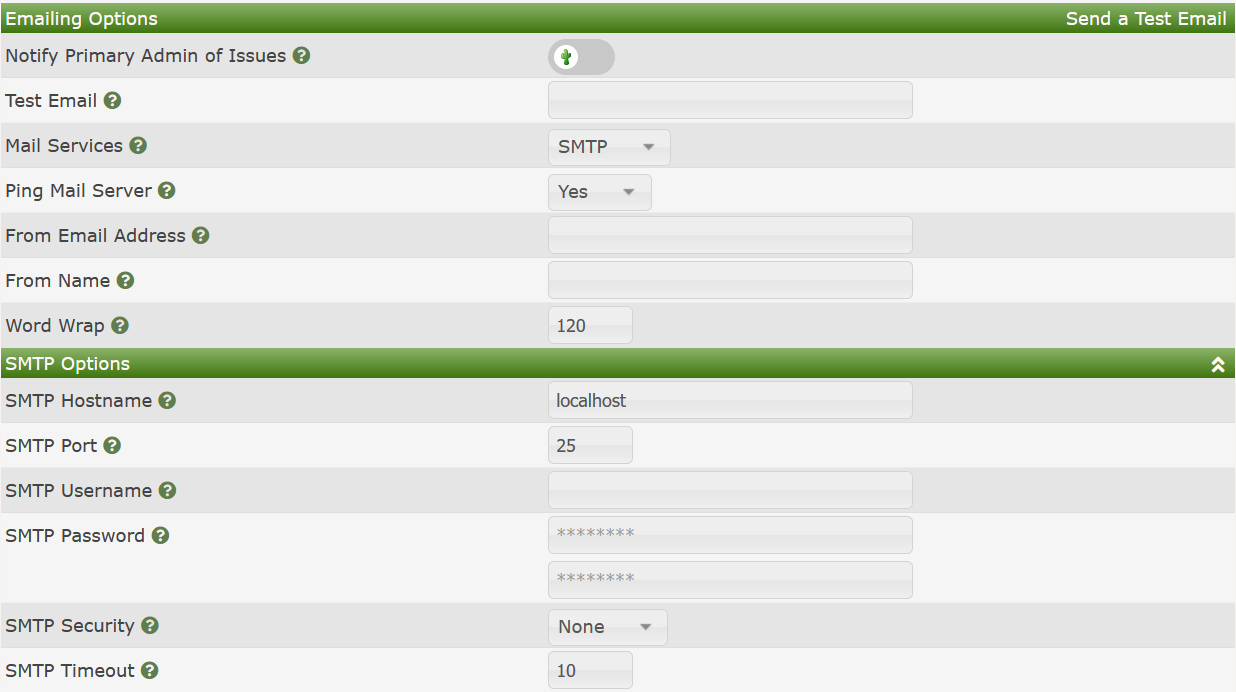 Emailing Options Send a Test Email
Notify Primary Admin of Issues ?
Test Email ?
Mail Services ? SMTP
Ping Mail Server ? Yes
From Email Address ?
From Name ?
Word Wrap ? 120
SMTP Options
SMTP Hostname ? localhost
SMTP Port ? 25
SMTP Username ?
SMTP Password ? ********
********
SMTP Security ? None
SMTP Timeout ? 10